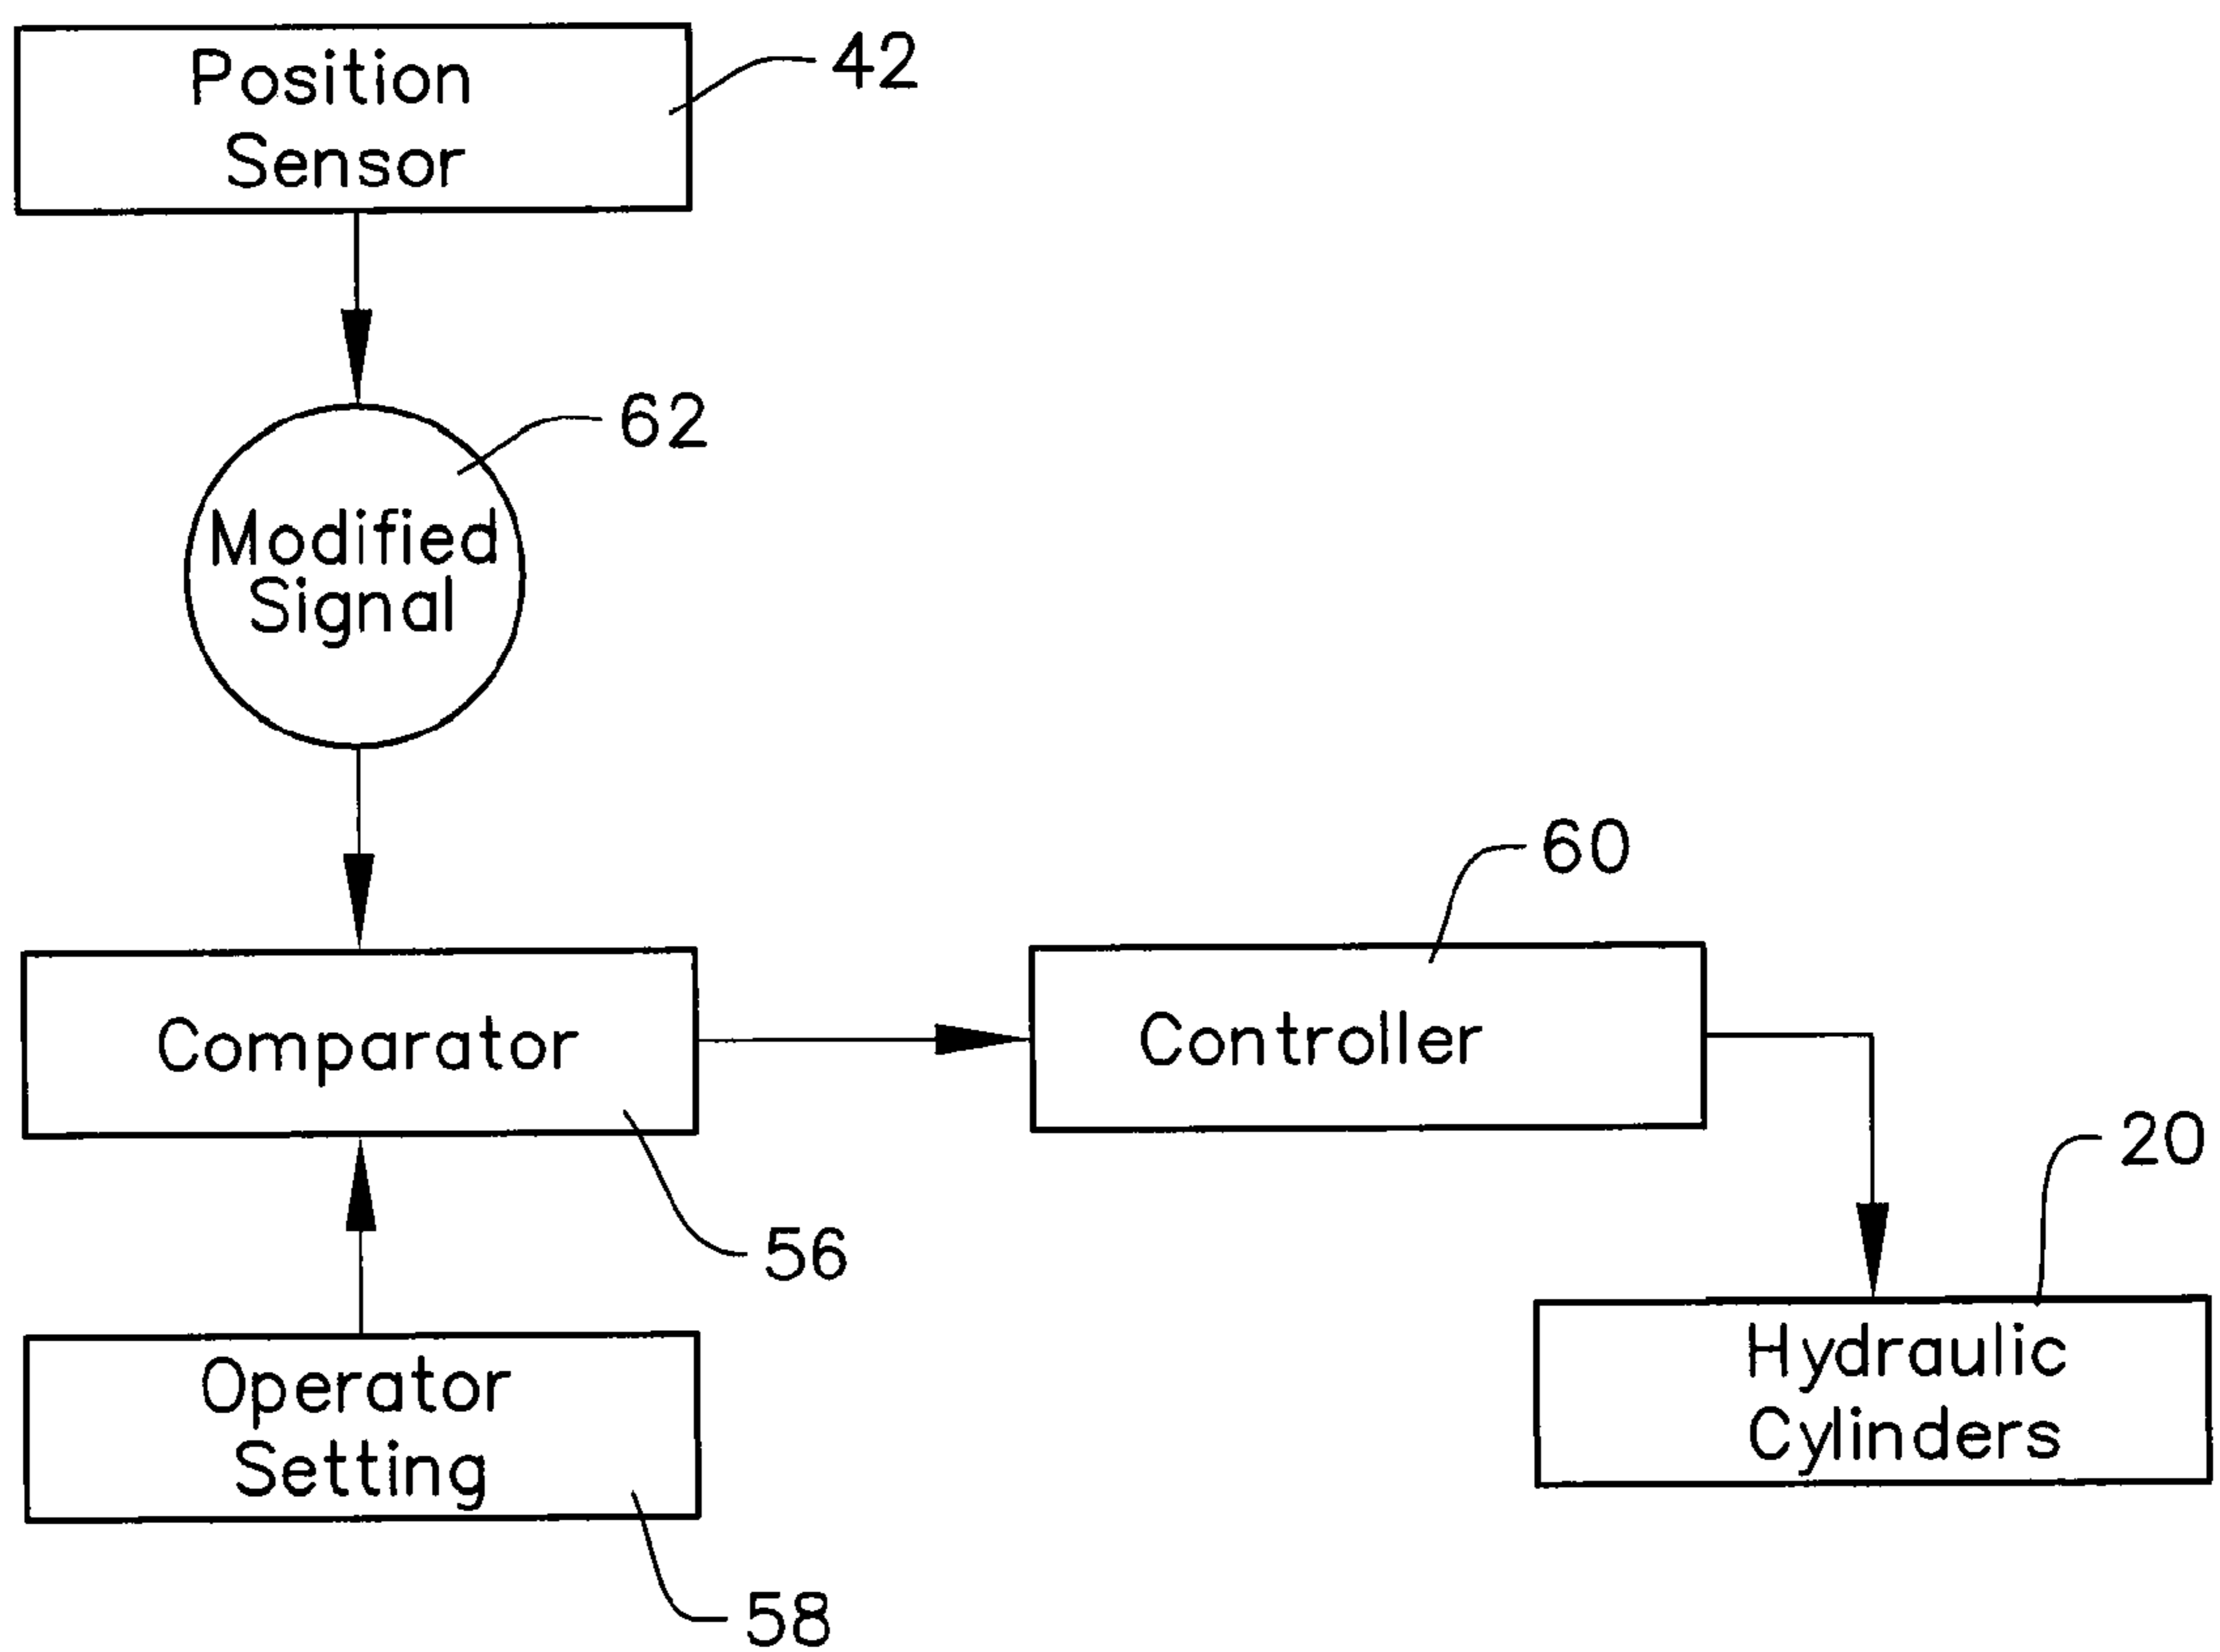 Position
Sensor
42
62
Modified
Signal
60
Comparator
Controller
56
20
Operator
Setting
Hydraulic
Cylinders
58